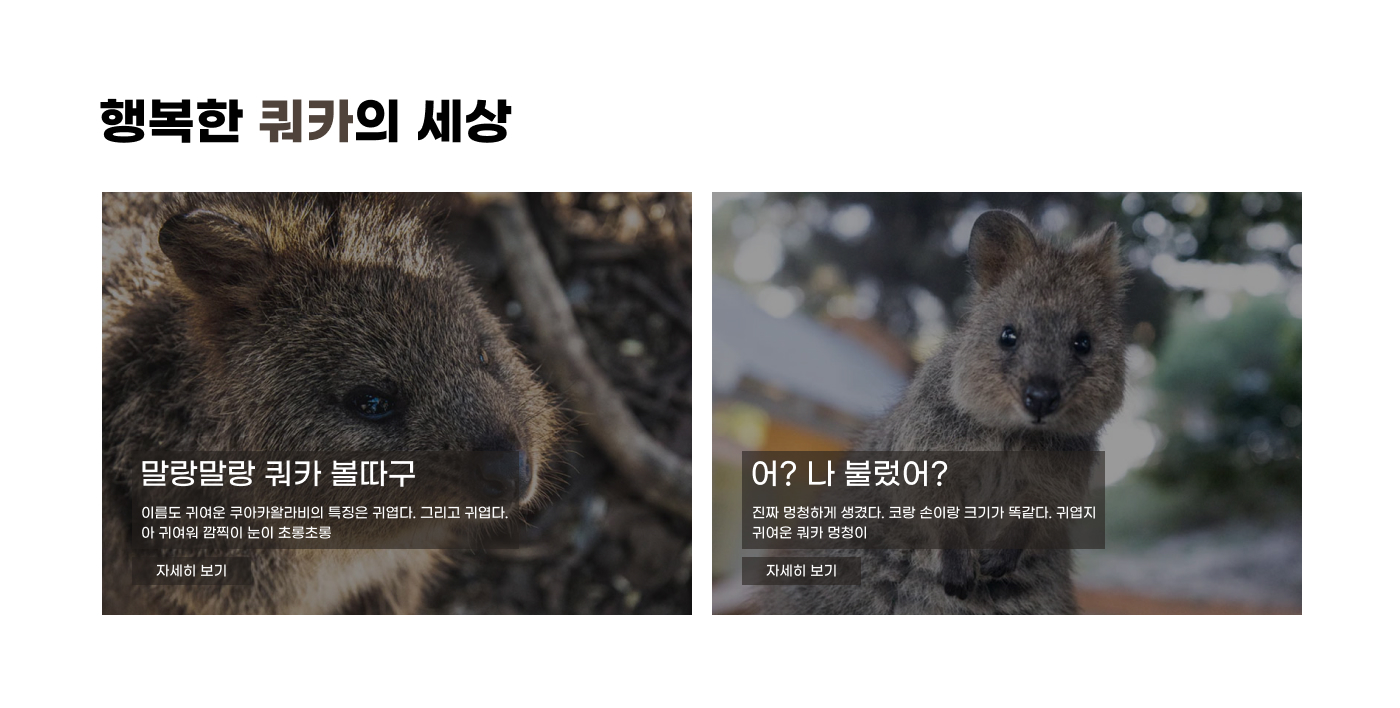 행복한 쿼카의 세상
말랑말랑 쿼카 볼따구
이름도 귀여운 쿠아카왈라비의 특징은 귀엽다. 그리고 귀엽다.
아 귀여워 깜찍이 눈이 초롱초롱
자세히 보기
어? 나 불렀어?
진짜 멍청하게 생겼다. 코랑 손이랑 크기가 똑같다. 귀엽지
귀여운 쿼카 멍청이
자세히 보기